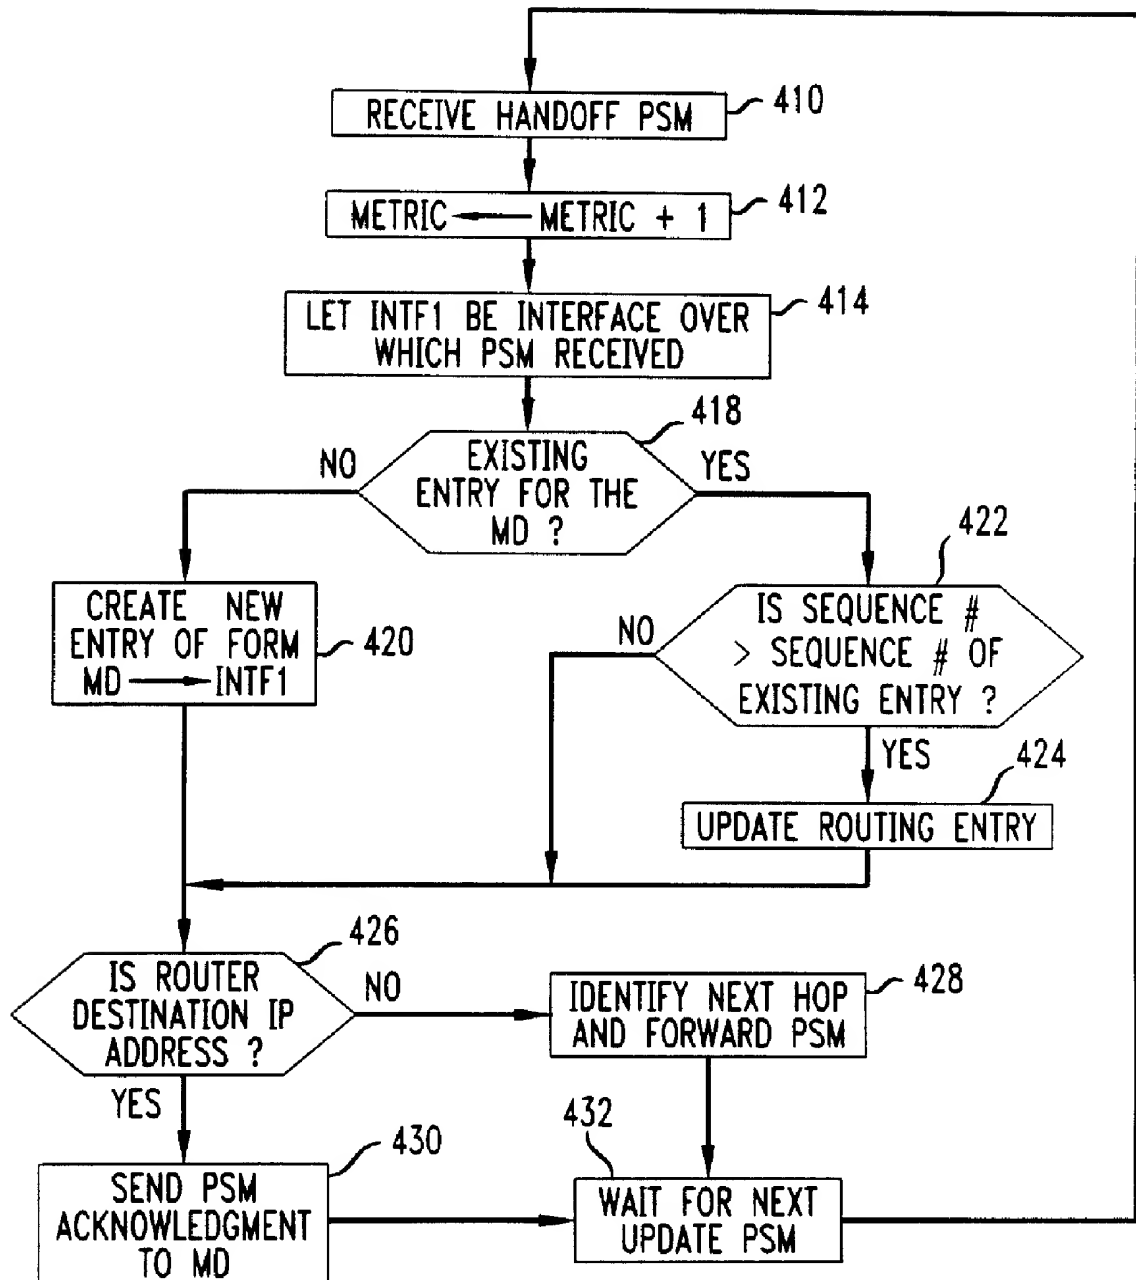 RECEIVE HANDOFF PSM
410
METRIC ← METRIC + 1
412
LET INTF1 BE INTERFACE OVER
WHICH PSM RECEIVED
414
EXISTING
ENTRY FOR THE
MD ?
418
NO
YES
CREATE NEW
ENTRY OF FORM
MD → INTF1
420
IS SEQUENCE #
> SEQUENCE # OF
EXISTING ENTRY ?
422
NO
YES
UPDATE ROUTING ENTRY
424
IS ROUTER
DESTINATION IP
ADDRESS ?
426
NO
YES
IDENTIFY NEXT HOP
AND FORWARD PSM
428
SEND PSM
ACKNOWLEDGMENT
TO MD
430
WAIT FOR NEXT
UPDATE PSM
432